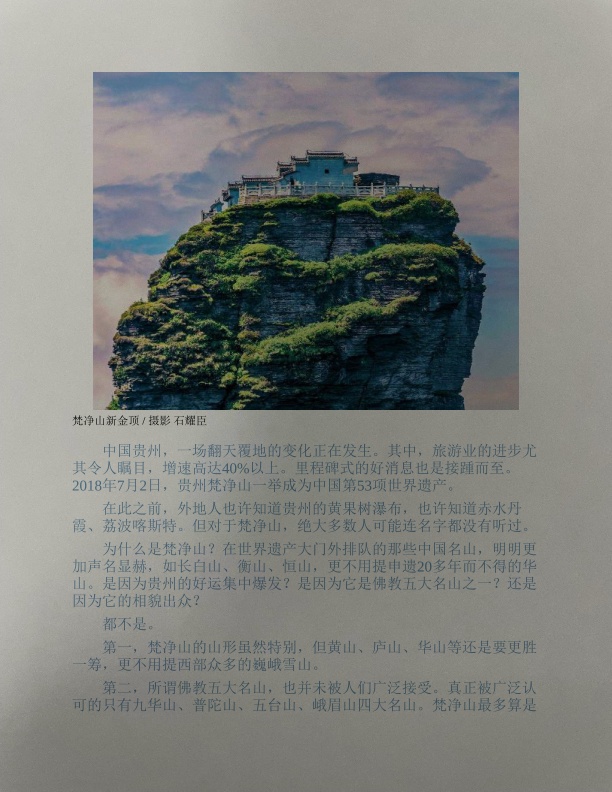 梵净山新金顶 / 摄影 石耀臣
中国贵州，一场翻天覆地的变化正在发生。其中，旅游业的进步尤
其令人瞩目，增速高达40%以上。里程碑式的好消息也是接踵而至。
2018年7月2日，贵州梵净山一举成为中国第53项世界遗产。
在此之前，外地人也许知道贵州的黄果树瀑布，也许知道赤水丹
霞、荔波喀斯特。但对于梵净山，绝大多数人可能连名字都没有听过。
为什么是梵净山？在世界遗产大门外排队的那些中国名山，明明更
加声名显赫，如长白山、衡山、恒山，更不用提申遗20多年而不得的华
山。是因为贵州的好运集中爆发？是因为它是佛教五大名山之一？还是
因为它的相貌出众？
都不是。
第一，梵净山的山形虽然特别，但黄山、庐山、华山等还是要更胜
一筹，更不用提西部众多的巍峨雪山。
第二，所谓佛教五大名山，也并未被人们广泛接受。真正被广泛认
可的只有九华山、普陀山、五台山、峨眉山四大名山。梵净山最多算是